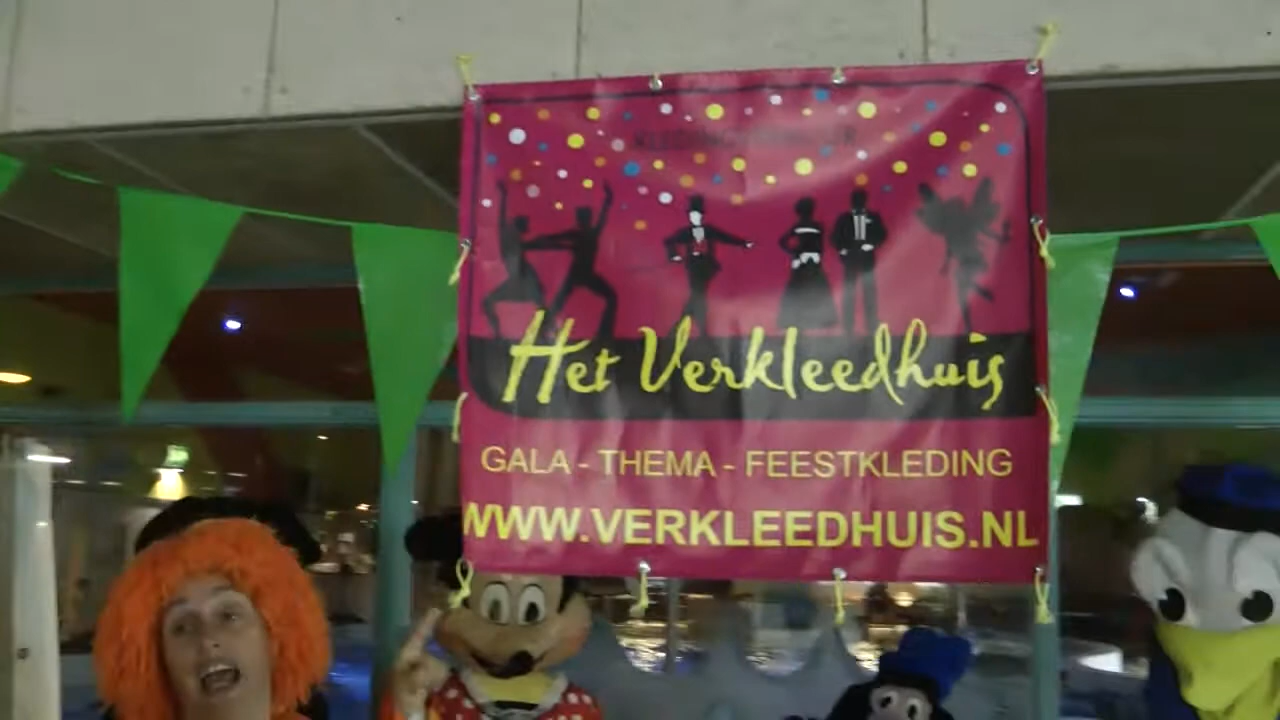 Het Verkleedhuis
GALA - THEMA - FEESTKLEDING
WWW.VERKLEEDHUIS.NL